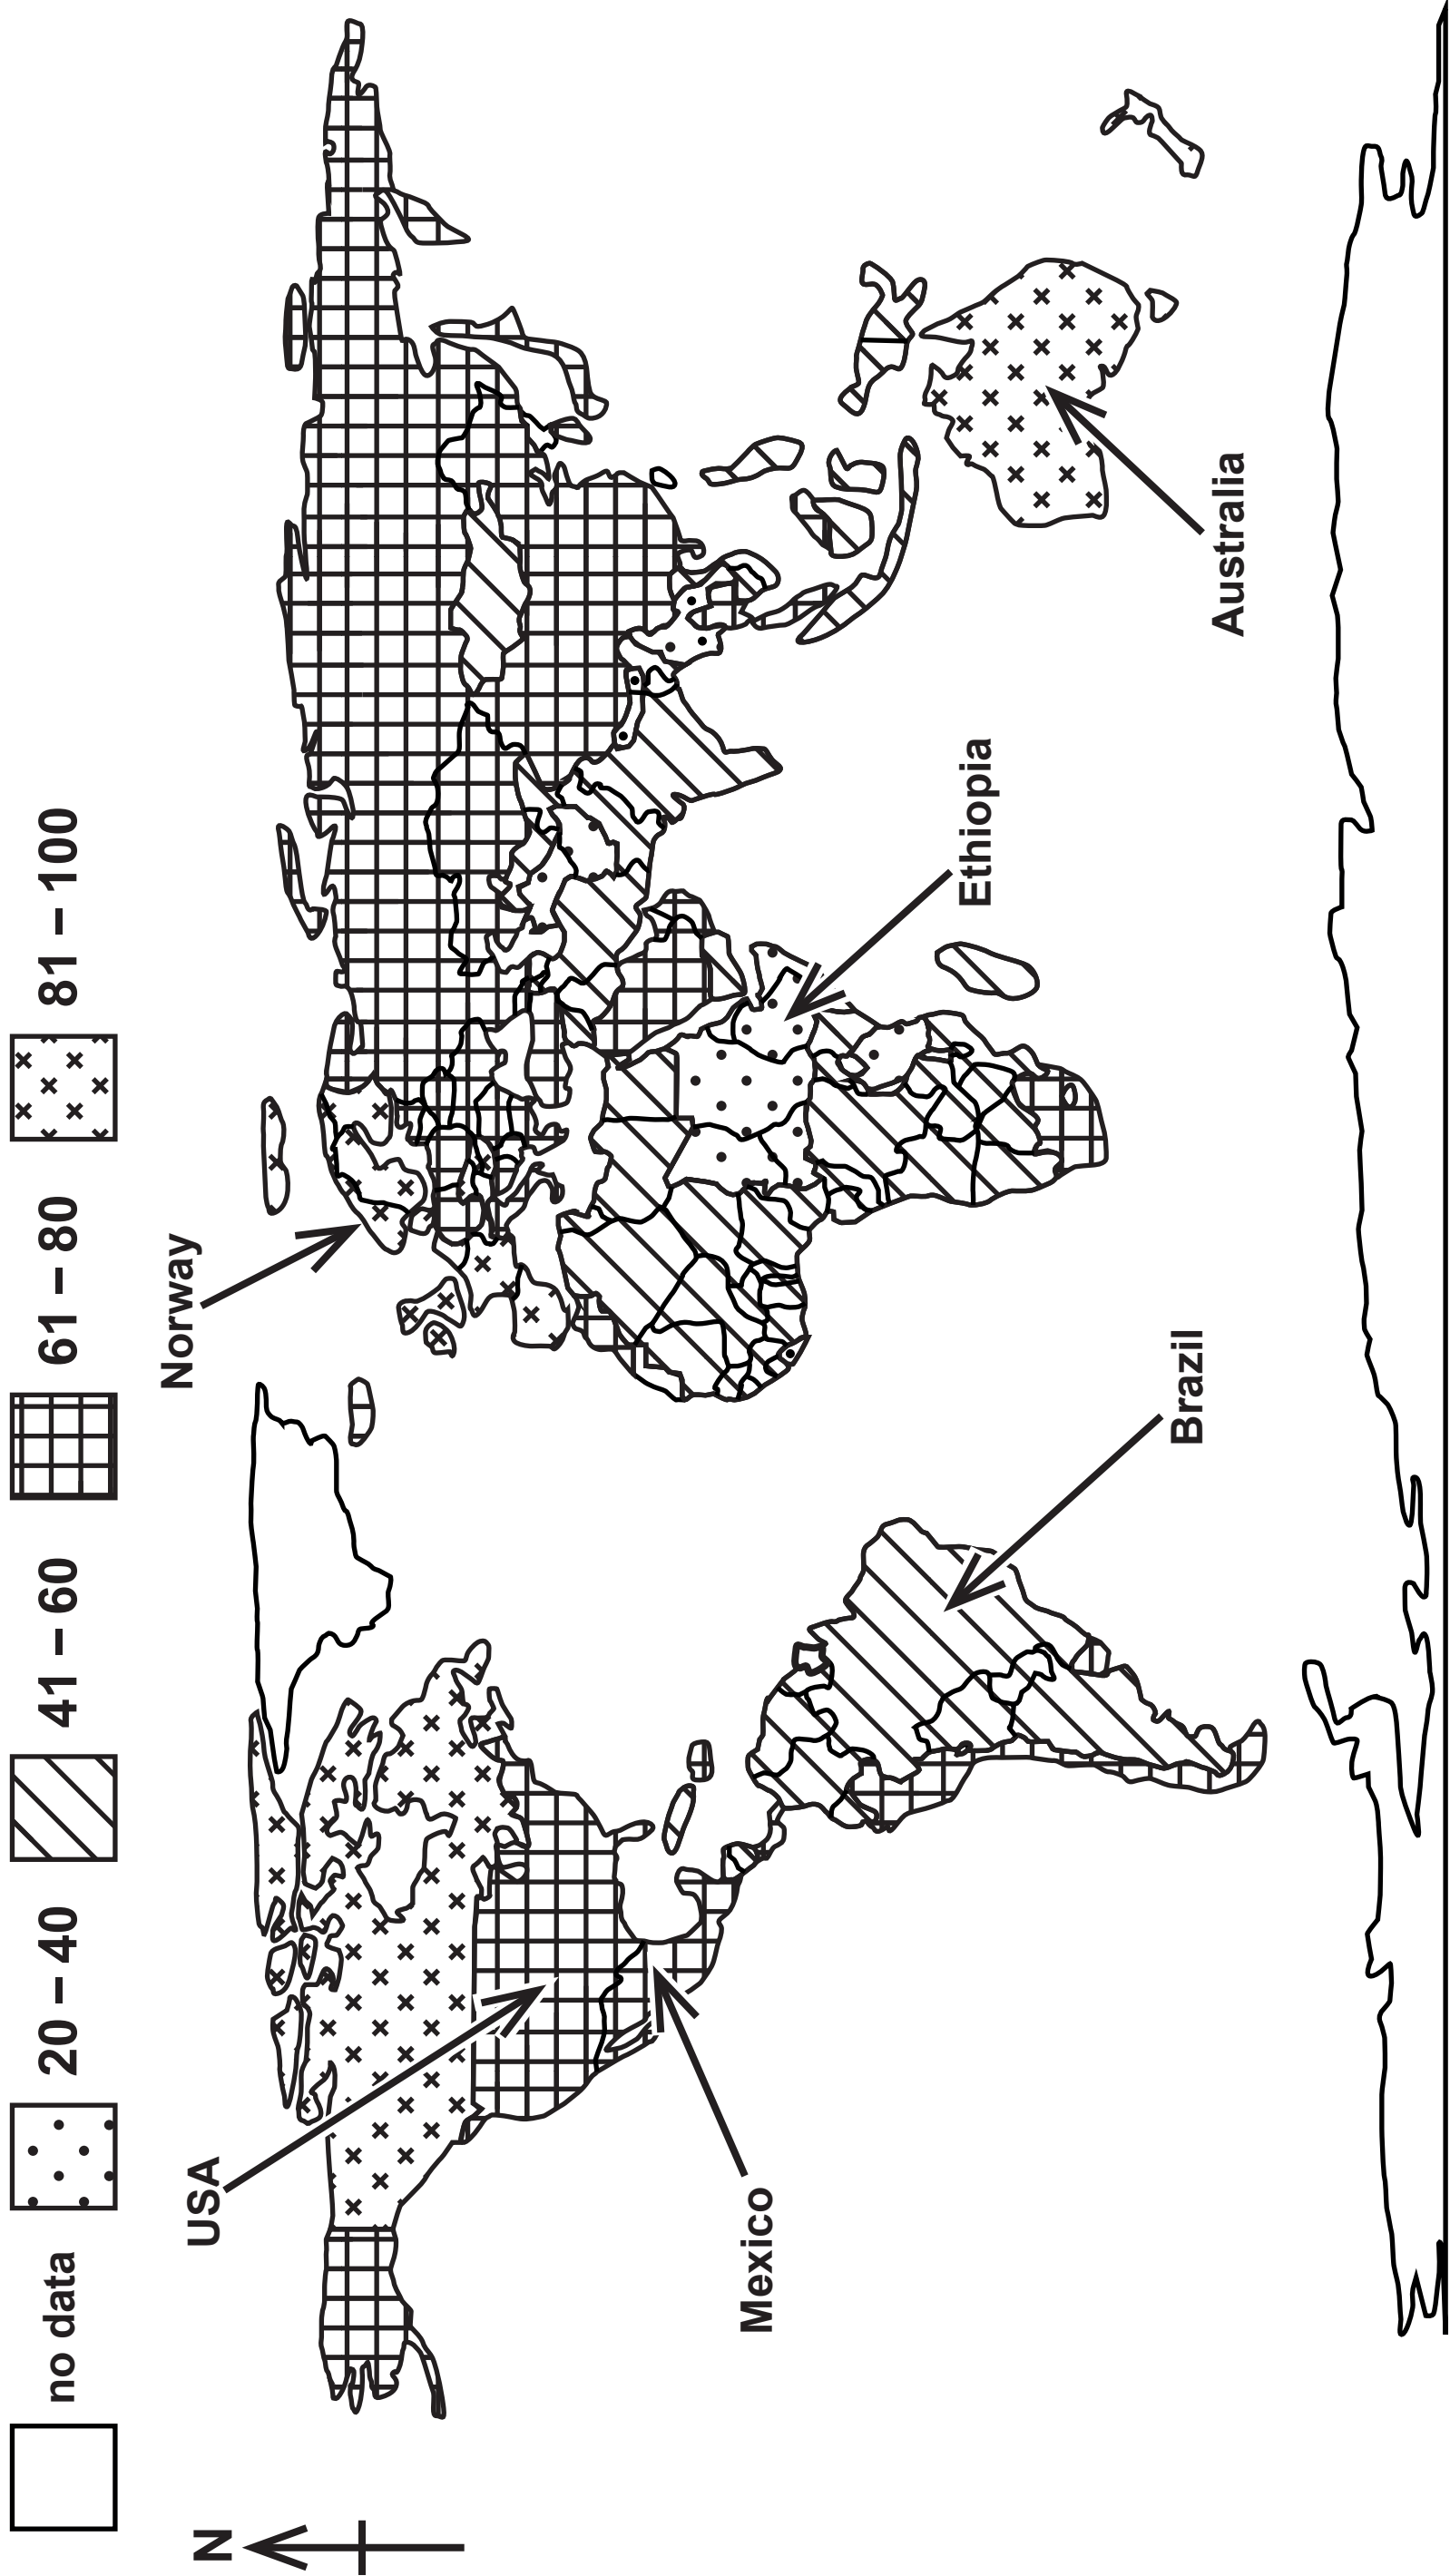 no data
20 – 40
41 – 60
61 – 80
81 – 100
N
USA
Norway
Mexico
Brazil
Ethiopia
Australia